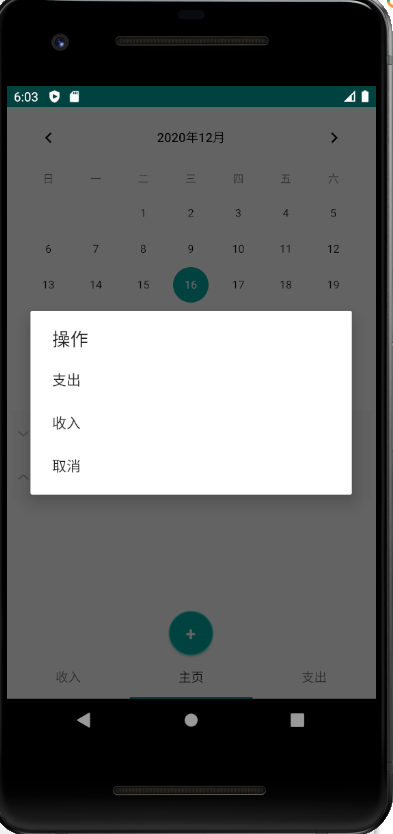 6:03
2020年12月
日 一 二 三 四 五 六
1 2 3 4 5
6 7 8 9 10 11 12
13 14 15 16 17 18 19
操作
支出
收入
取消
+
收入 主页 支出